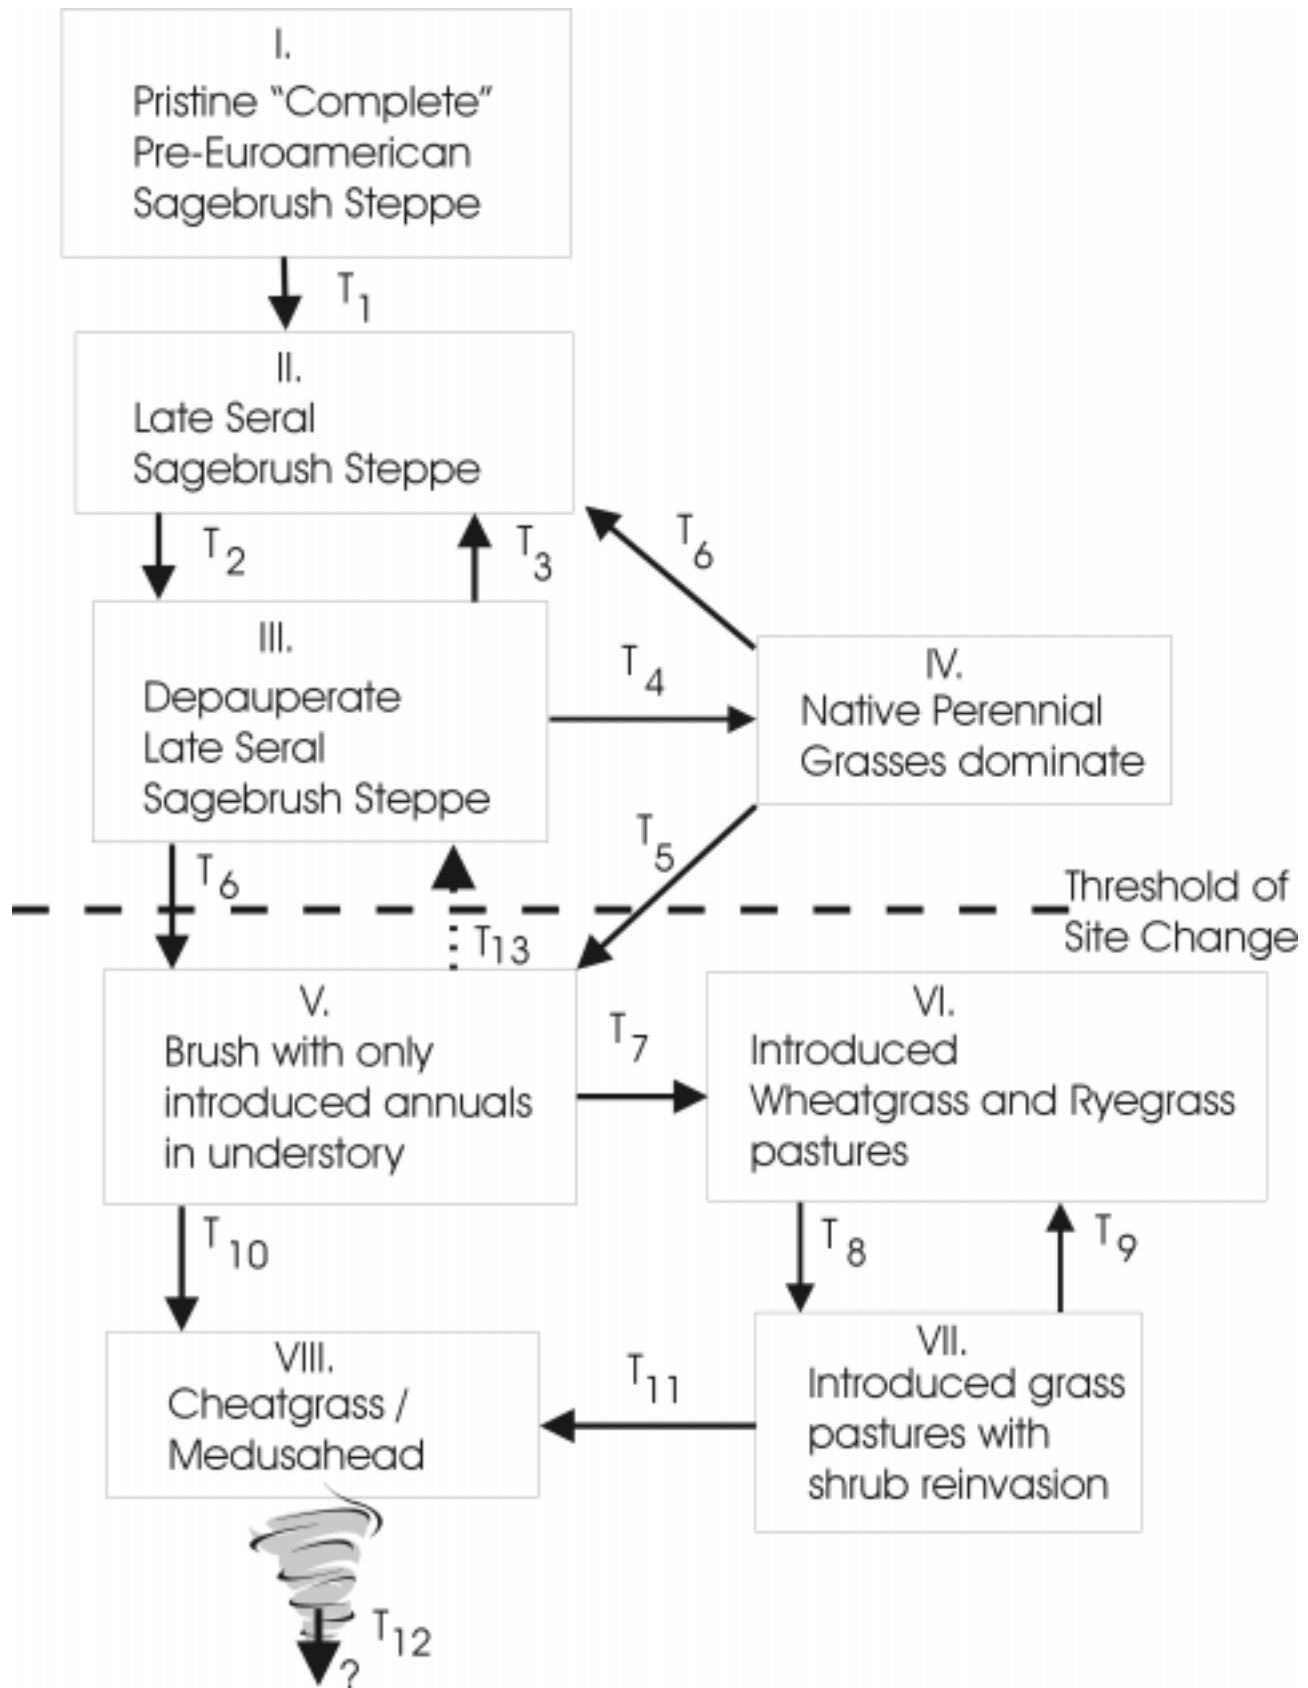 I.
Pristine “Complete”
Pre-Euroamerican
Sagebrush Steppe
T1
II.
Late Seral
Sagebrush Steppe
T2
T3
T6
III.
Depauperate
Late Seral
Sagebrush Steppe
T4
IV.
Native Perennial
Grasses dominate
T5
T6
Threshold of
Site Change
T13
V.
Brush with only
introduced annuals
in understory
T7
VI.
Introduced
Wheatgrass and Ryegrass
pastures
T10
T8
T9
VIII.
Cheatgrass /
Medusahead
T11
VII.
Introduced grass
pastures with
shrub reinvasion
T12
?